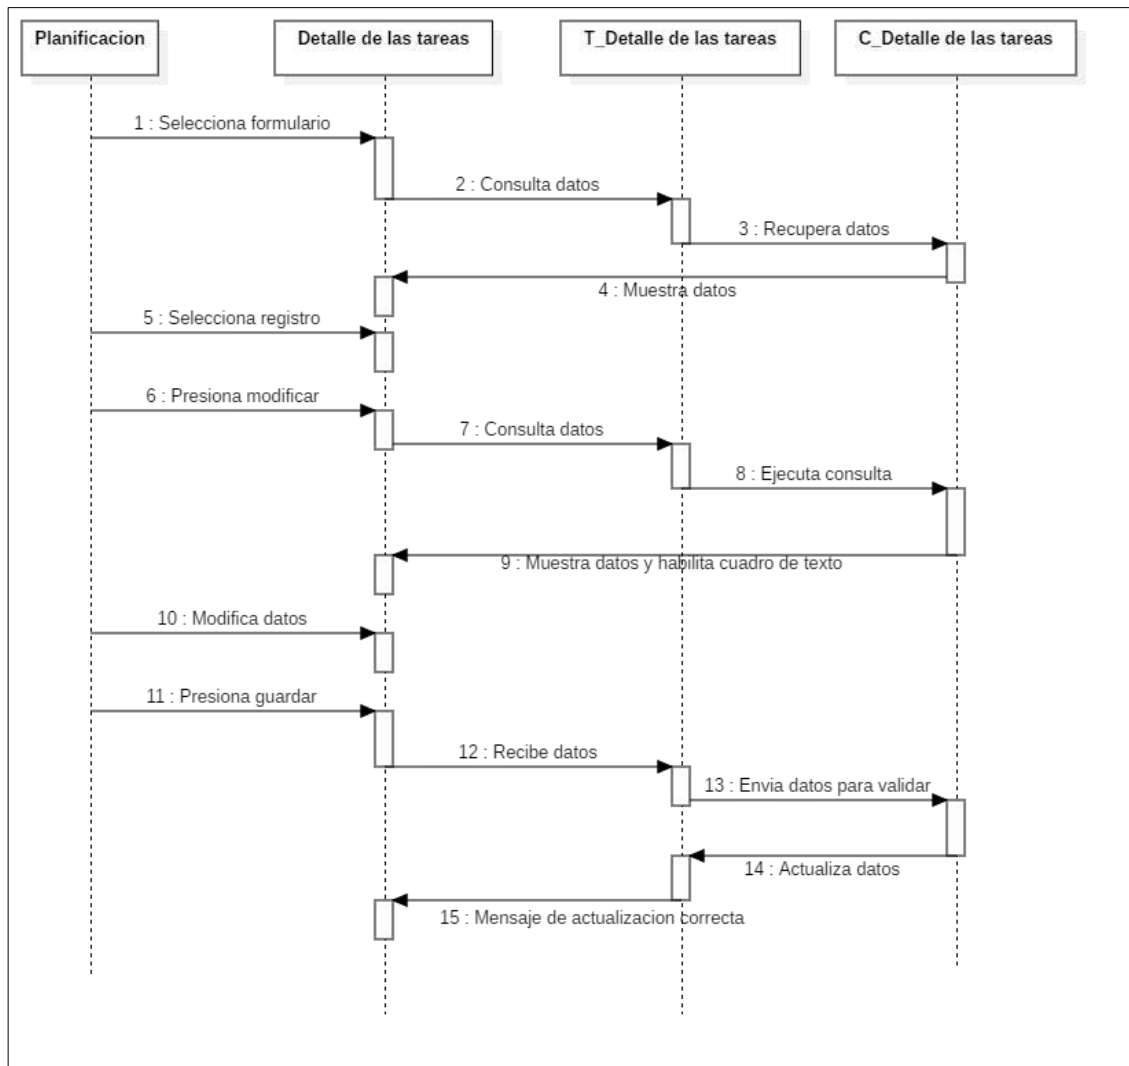 Planificacion
Detalle de las tareas
T_Detalle de las tareas
C_Detalle de las tareas
1 : Selecciona formulario
2 : Consulta datos
3 : Recupera datos
4 : Muestra datos
5 : Selecciona registro
6 : Presiona modificar
7 : Consulta datos
8 : Ejecuta consulta
9 : Muestra datos y habilita cuadro de texto
10 : Modifica datos
11 : Presiona guardar
12 : Recibe datos
13 : Envia datos para validar
14 : Actualiza datos
15 : Mensaje de actualizacion correcta